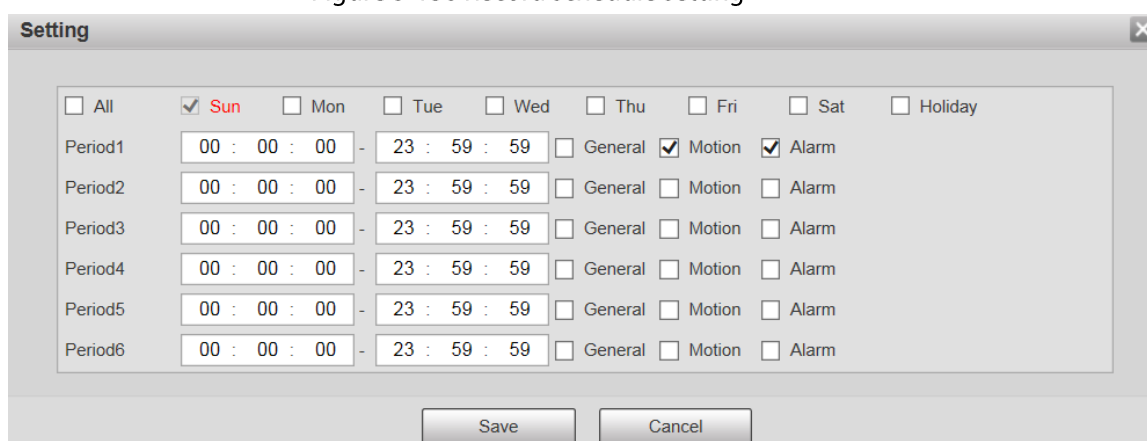 Setting
All Sun Mon Tue Wed Thu Fri Sat Holiday
Period1 00 : 00 : 00 - 23 : 59 : 59 General Motion Alarm
Period2 00 : 00 : 00 - 23 : 59 : 59 General Motion Alarm
Period3 00 : 00 : 00 - 23 : 59 : 59 General Motion Alarm
Period4 00 : 00 : 00 - 23 : 59 : 59 General Motion Alarm
Period5 00 : 00 : 00 - 23 : 59 : 59 General Motion Alarm
Period6 00 : 00 : 00 - 23 : 59 : 59 General Motion Alarm
Save Cancel